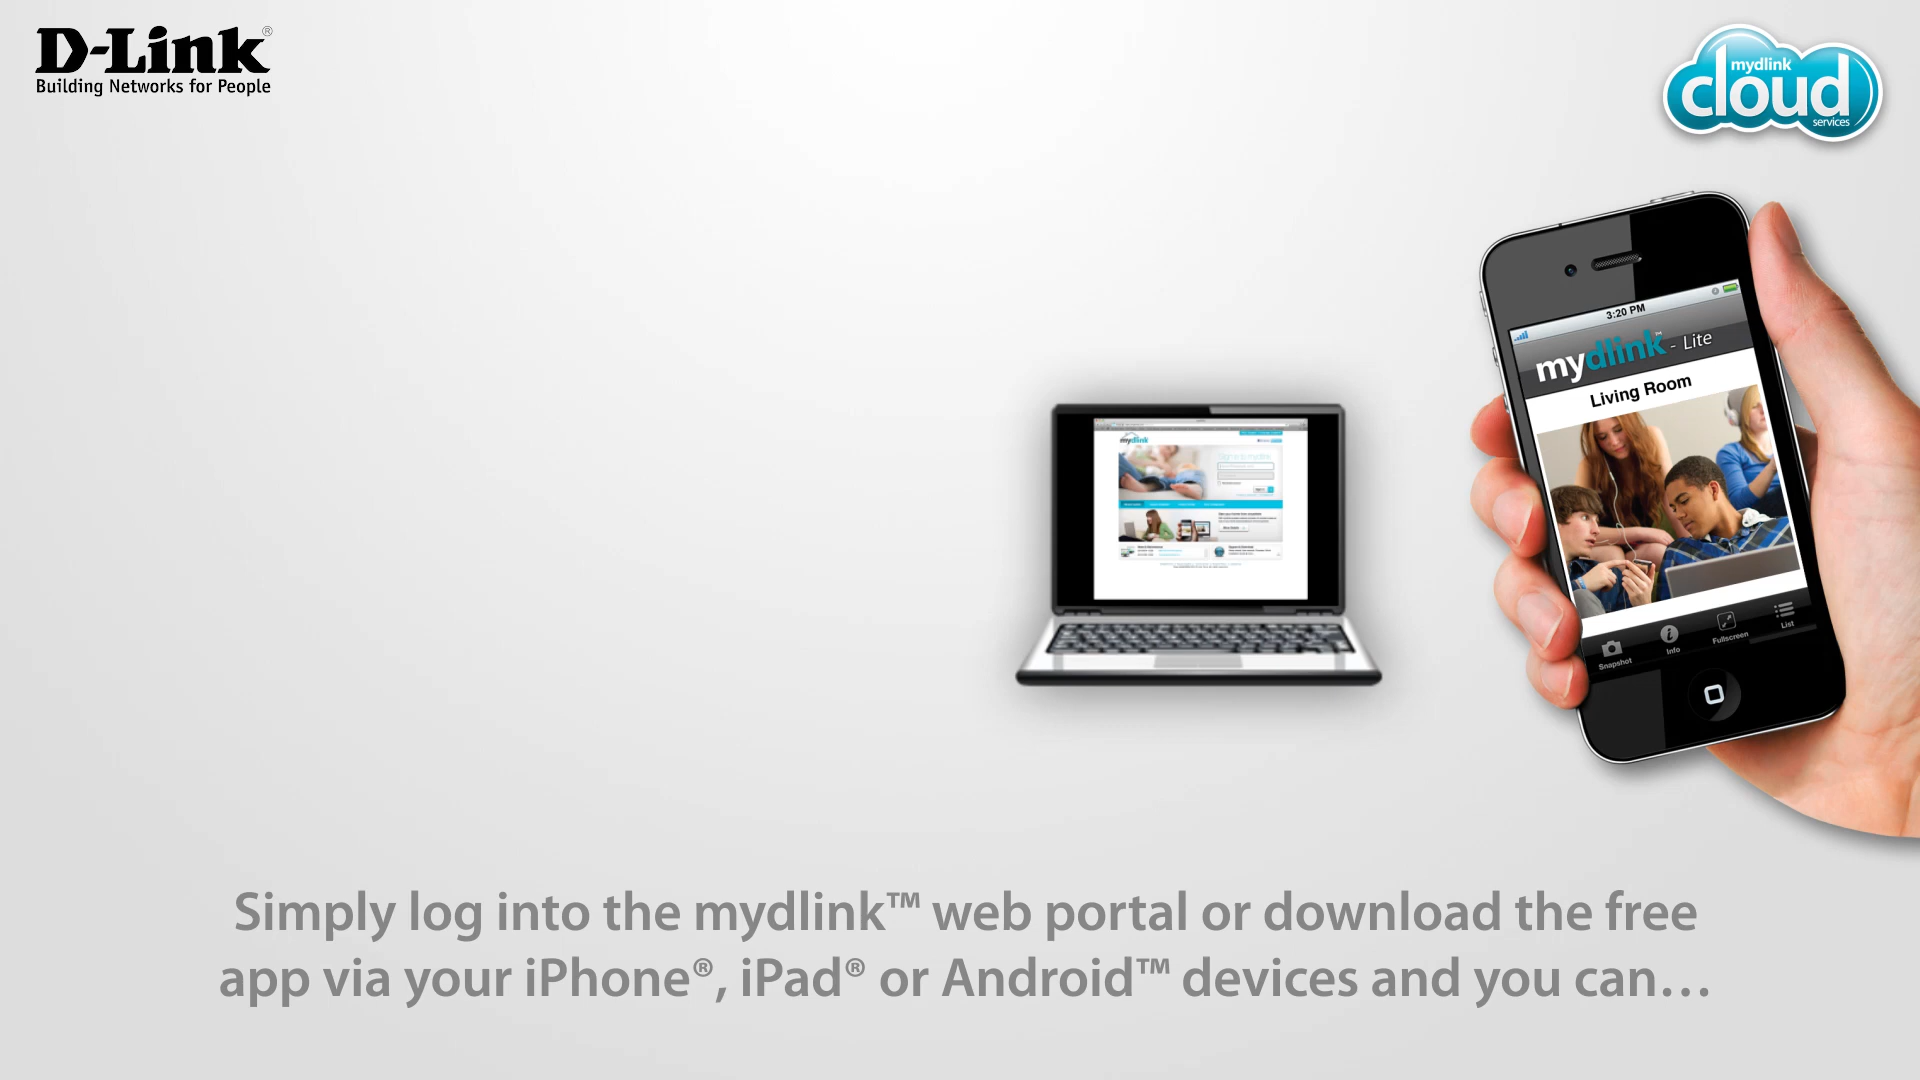 D-Link®
Building Networks for People
mydlink
cloud
services
3:20 PM
mydlink™ - Lite
Living Room
Snapshot
Info
Fullscreen
List
mydlink
Simply log into the mydlink™ web portal or download the free
app via your iPhone®, iPad® or Android™ devices and you can…